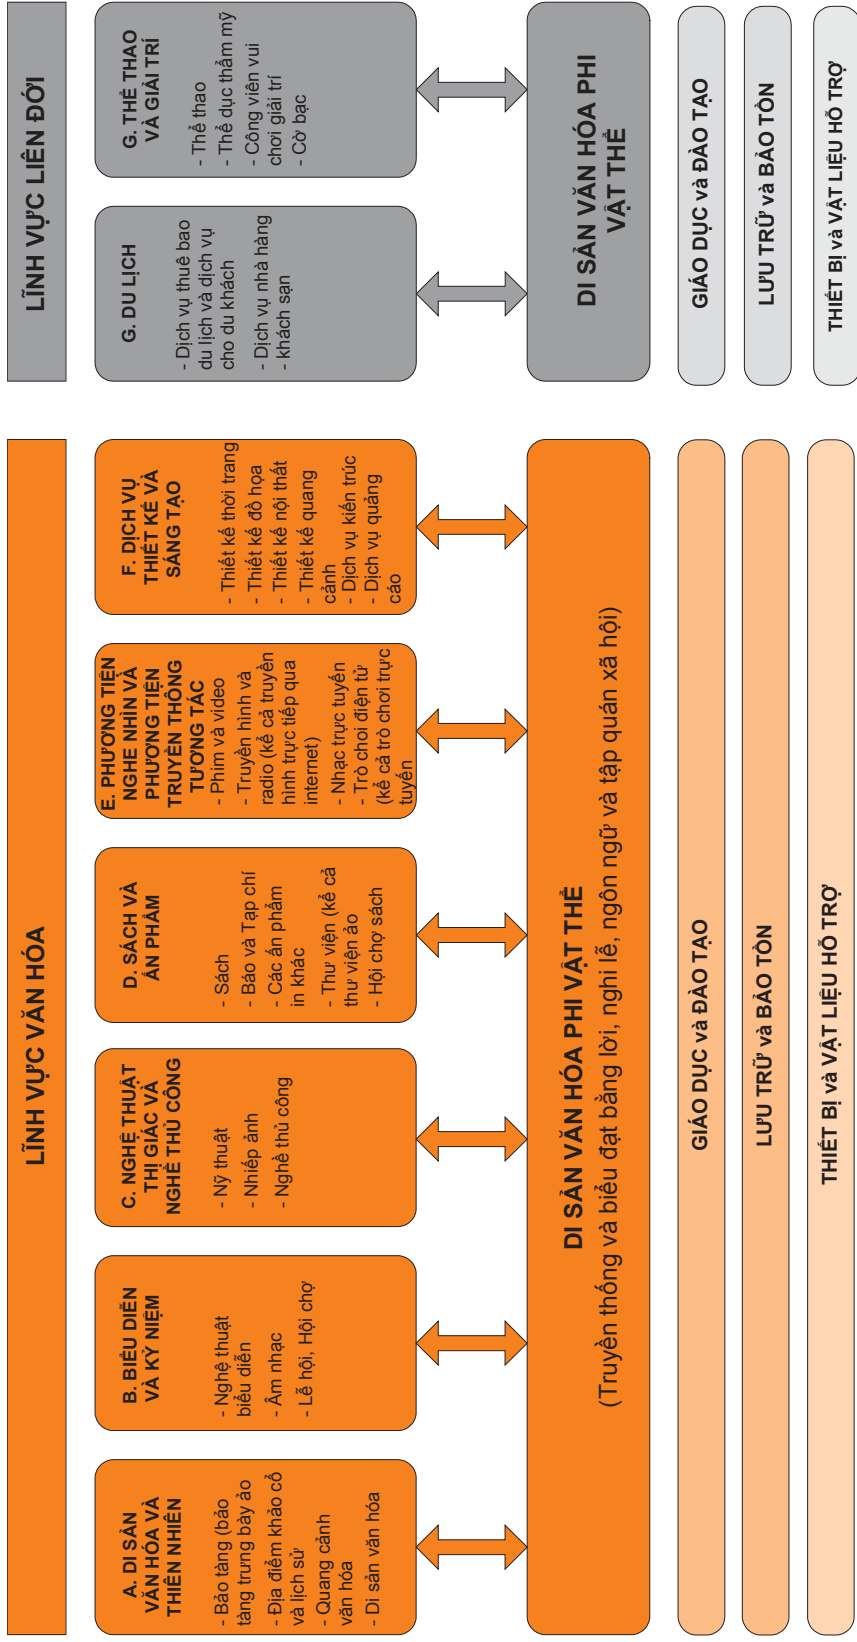 LĨNH VỰC VĂN HÓA
A. DI SẢN
VĂN HÓA VÀ
THIÊN NHIÊN
- Bảo tàng (bảo
tàng trưng bày ảo
- Địa điểm khảo cổ
và lịch sử
- Quang cảnh
văn hóa
- Di sản văn hóa
B. BIỂU DIỄN
VÀ KỶ NIỆM
- Nghệ thuật
biểu diễn
- Âm nhạc
- Lễ hội, Hội chợ
C. NGHỆ THUẬT
THỊ GIÁC VÀ
NGHỀ THỦ CÔNG
- Nỹ thuật
- Nhiếp ảnh
- Nghề thủ công
D. SÁCH VÀ
ẤN PHẨM
- Sách
- Báo và Tạp chí
- Các ấn phẩm
in khác
- Thư viện (kể cả
thư viện ảo
- Hội chợ sách
E. PHƯƠNG TIỆN
NGHE NHÌN VÀ
PHƯƠNG TIỆN
TRUYỀN THÔNG
TƯƠNG TÁC
- Phim và video
- Truyền hình và
radio (kể cả truyền
hình trực tiếp qua
internet)
- Nhạc trực tuyến
- Trò choi điện tử
(kể cả trò chơi trực
tuyến
F. DỊCH VỤ
THIẾT KẾ VÀ
SÁNG TẠO
- Thiết kế thời trang
- Thiết kế đồ họa
- Thiết kế nội thất
- Thiết kế quang
cảnh
- Dịch vụ kiến trúc
- Dịch vụ quảng
cáo
DI SẢN VĂN HÓA PHI VẬT THỂ
(Truyền thống và biểu đạt bằng lời, nghi lễ, ngôn ngữ và tập quán xã hội)
GIÁO DỤC và ĐÀO TẠO
LƯU TRỮ và BẢO TỒN
THIẾT BỊ và VẬT LIỆU HỖ TRỢ
LĨNH VỰC LIÊN ĐỚI
G. DU LỊCH
- Dịch vụ thuê bao
du lịch và dịch vụ
cho du khách
- Dịch vụ nhà hàng
- khách sạn
G. THỂ THAO
VÀ GIẢI TRÍ
- Thể thao
- Thể dục thẩm mỹ
- Công viên vui
chơi giải trí
- Cờ bạc
DI SẢN VĂN HÓA PHI
VẬT THỂ
GIÁO DỤC và ĐÀO TẠO
LƯU TRỮ và BẢO TỒN
THIẾT BỊ và VẬT LIỆU HỖ TRỢ